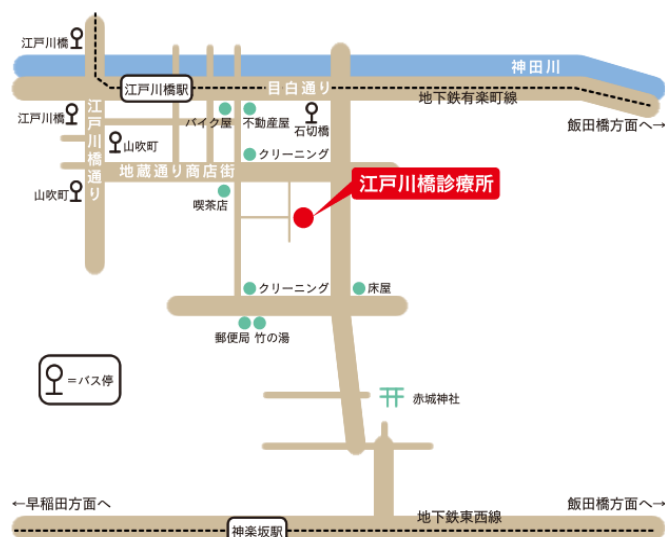 江戸川橋
神田川
江戸川橋駅
目白通り
地下鉄有楽町線
江戸川橋
バイク屋
不動産屋
石切橋
飯田橋方面へ→
江戸川橋通り
山吹町
クリーニング
地蔵通り商店街
江戸川橋診療所
山吹町
喫茶店
クリーニング
床屋
郵便局
竹の湯
=バス停
赤城神社
←早稲田方面へ
飯田橋方面へ→
地下鉄東西線
神楽坂駅